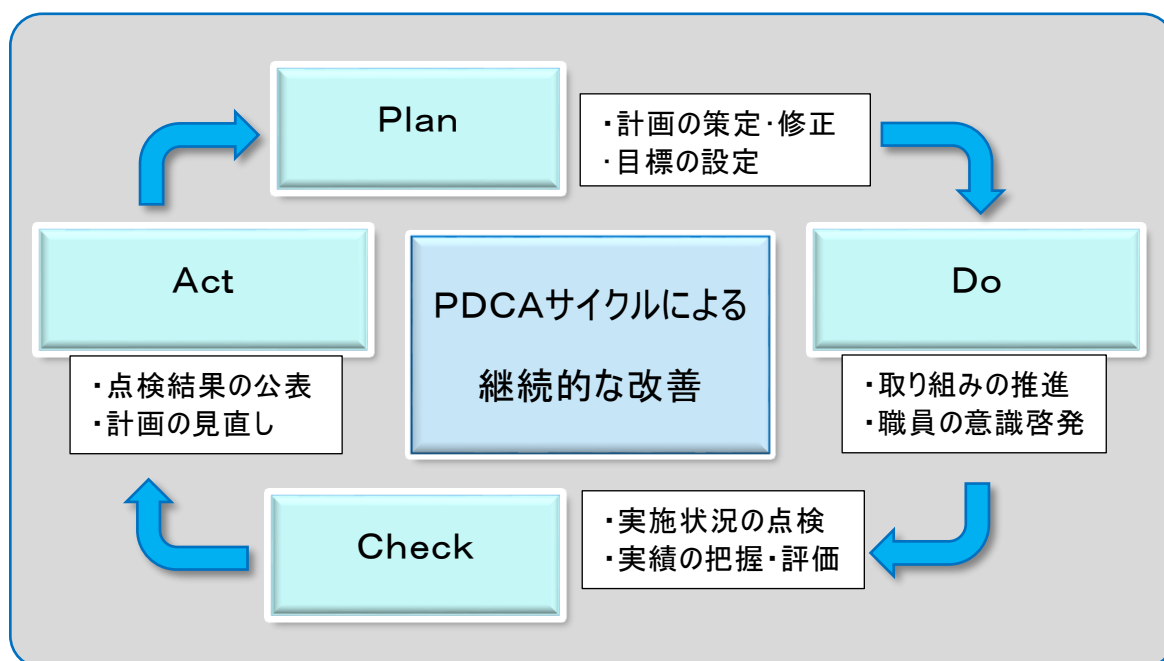 Plan
・計画の策定・修正
・目標の設定
Act
・点検結果の公表
・計画の見直し
PDCAサイクルによる
継続的な改善
Do
・取り組みの推進
・職員の意識啓発
Check
・実施状況の点検
・実績の把握・評価